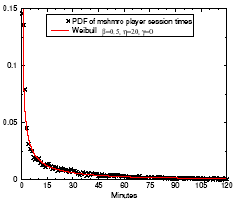 0.15
PDF of mshmro player session times
Weibull β=0.5, η=20, γ=0
0.1
0.05
0
0 15 30 45 60 75 90 105 120
Minutes